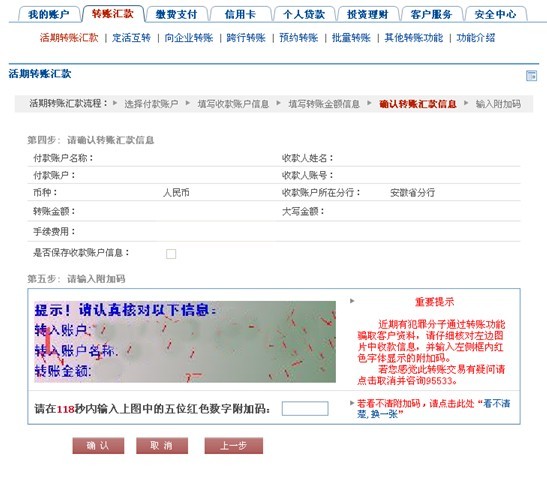 我的账户 转账汇款 缴费支付 信用卡 个人贷款 投资理财 客户服务 安全中心
活期转账汇款 | 定活互转 | 向企业转账 | 跨行转账 | 预约转账 | 批量转账 | 其他转账功能 | 功能介绍
活期转账汇款
活期转账汇款流程: 选择付款账户 填写收款账户信息 填写转账金额信息 确认转账汇款信息 输入附加码
第四步: 请确认转账汇款信息
付款账户名称: 收款人姓名:
付款账户: 收款人账号:
币种: 人民币 收款账户所在分行: 安徽省分行
转账金额: 大写金额:
手续费用:
是否保存收款账户信息:
第五步: 请输入附加码
提示!请认真核对以下信息:
转入账户:
转入账户名称:
转账金额:
重要提示
近期有犯罪分子通过转账功能
骗取客户资料,请仔细核对左边图
片中收款信息,并输入左侧框内红
色字体显示的附加码。
若您感觉此转账交易有疑问请
点击取消并咨询95533。
请在118秒内输入上图中的五位红色数字附加码:
若看不清附加码,请点击此处“看不清
楚,换一张”
确 认 取 消 上一步